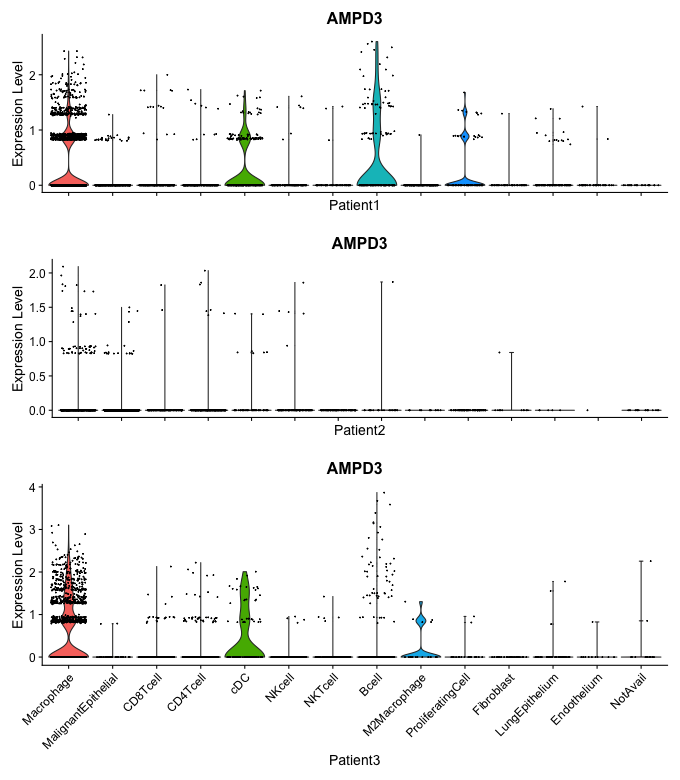 AMPD3
Expression Level
2
1
0
Patient1
AMPD3
Expression Level
2.0
1.5
1.0
0.5
0.0
Patient2
AMPD3
Expression Level
4
3
2
1
0
Macrophage
MalignantEpithelial
CD8Tcell
CD4Tcell
cDC
NKcell
NKTcell
Bcell
M2Macrophage
ProliferatingCell
Fibroblast
LungEpithelium
Endothelium
NotAvail
Patient3